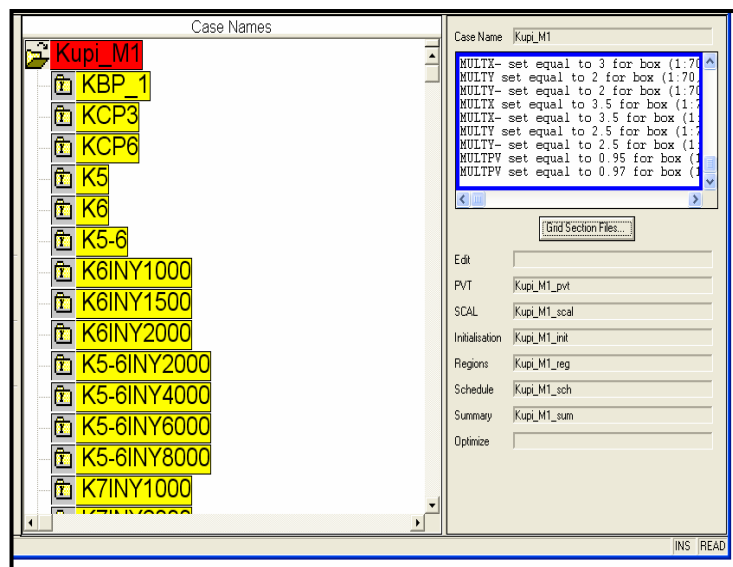 Case Names
Kupi_M1
KBP_1
KCP3
KCP6
K5
K6
K5-6
K6INY1000
K6INY1500
K6INY2000
K5-6INY2000
K5-6INY4000
K5-6INY6000
K5-6INY8000
K7INY1000
Case Name Kupi_M1
MULTX- set equal to 3 for box (1:70
MULTY set equal to 2 for box (1:70,
MULTY- set equal to 2 for box (1:70
MULTX set equal to 3.5 for box (1:7
MULTX- set equal to 3.5 for box (1:
MULTY set equal to 2.5 for box (1:7
MULTY- set equal to 2.5 for box (1:
MULTPV set equal to 0.95 for box (1
MULTPV set equal to 0.97 for box (1
Grid Section Files...
Edit
PVT Kupi_M1_pvt
SCAL Kupi_M1_scal
Initialisation Kupi_M1_init
Regions Kupi_M1_reg
Schedule Kupi_M1_sch
Summary Kupi_M1_sum
Optimize
INS READ